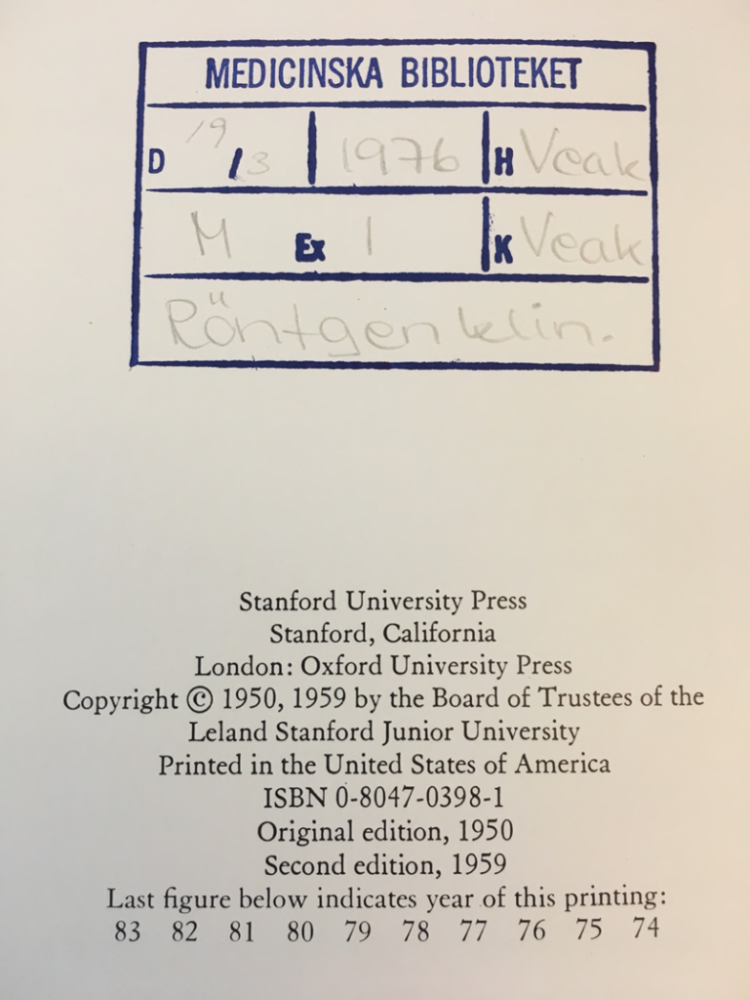 MEDICINSKA BIBLIOTEKET
D 19/3 1976 H Veak
M Ex 1 K Veak
Röntgenklin.
Stanford University Press
Stanford, California
London: Oxford University Press
Copyright © 1950, 1959 by the Board of Trustees of the
Leland Stanford Junior University
Printed in the United States of America
ISBN 0-8047-0398-1
Original edition, 1950
Second edition, 1959
Last figure below indicates year of this printing:
83 82 81 80 79 78 77 76 75 74